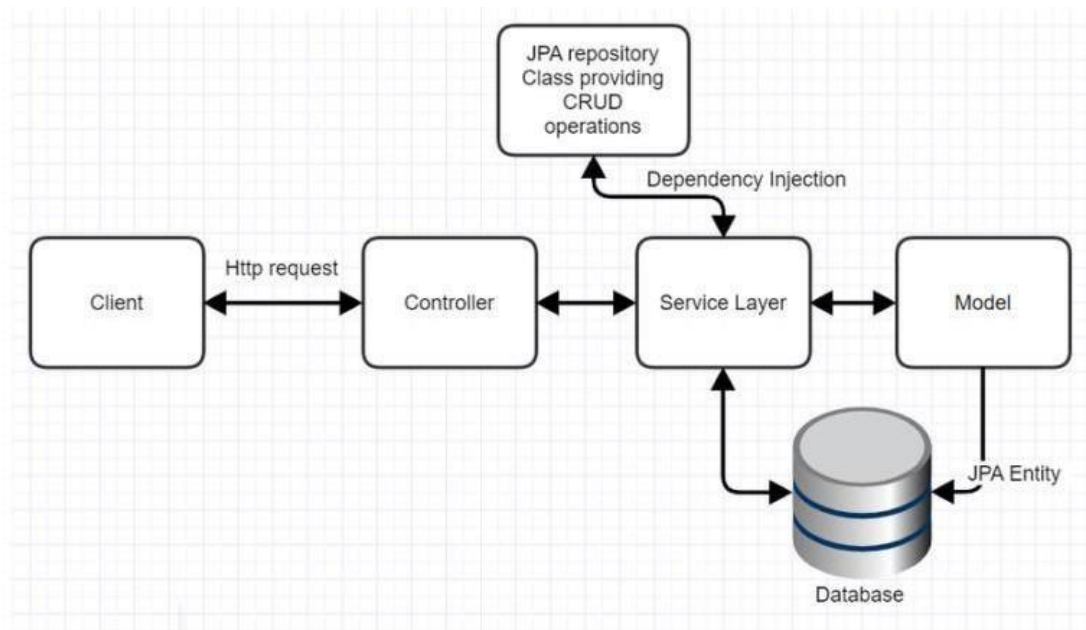 JPA repository
Class providing
CRUD
operations
Dependency Injection
Http request
Client
Controller
Service Layer
Model
JPA Entity
Database